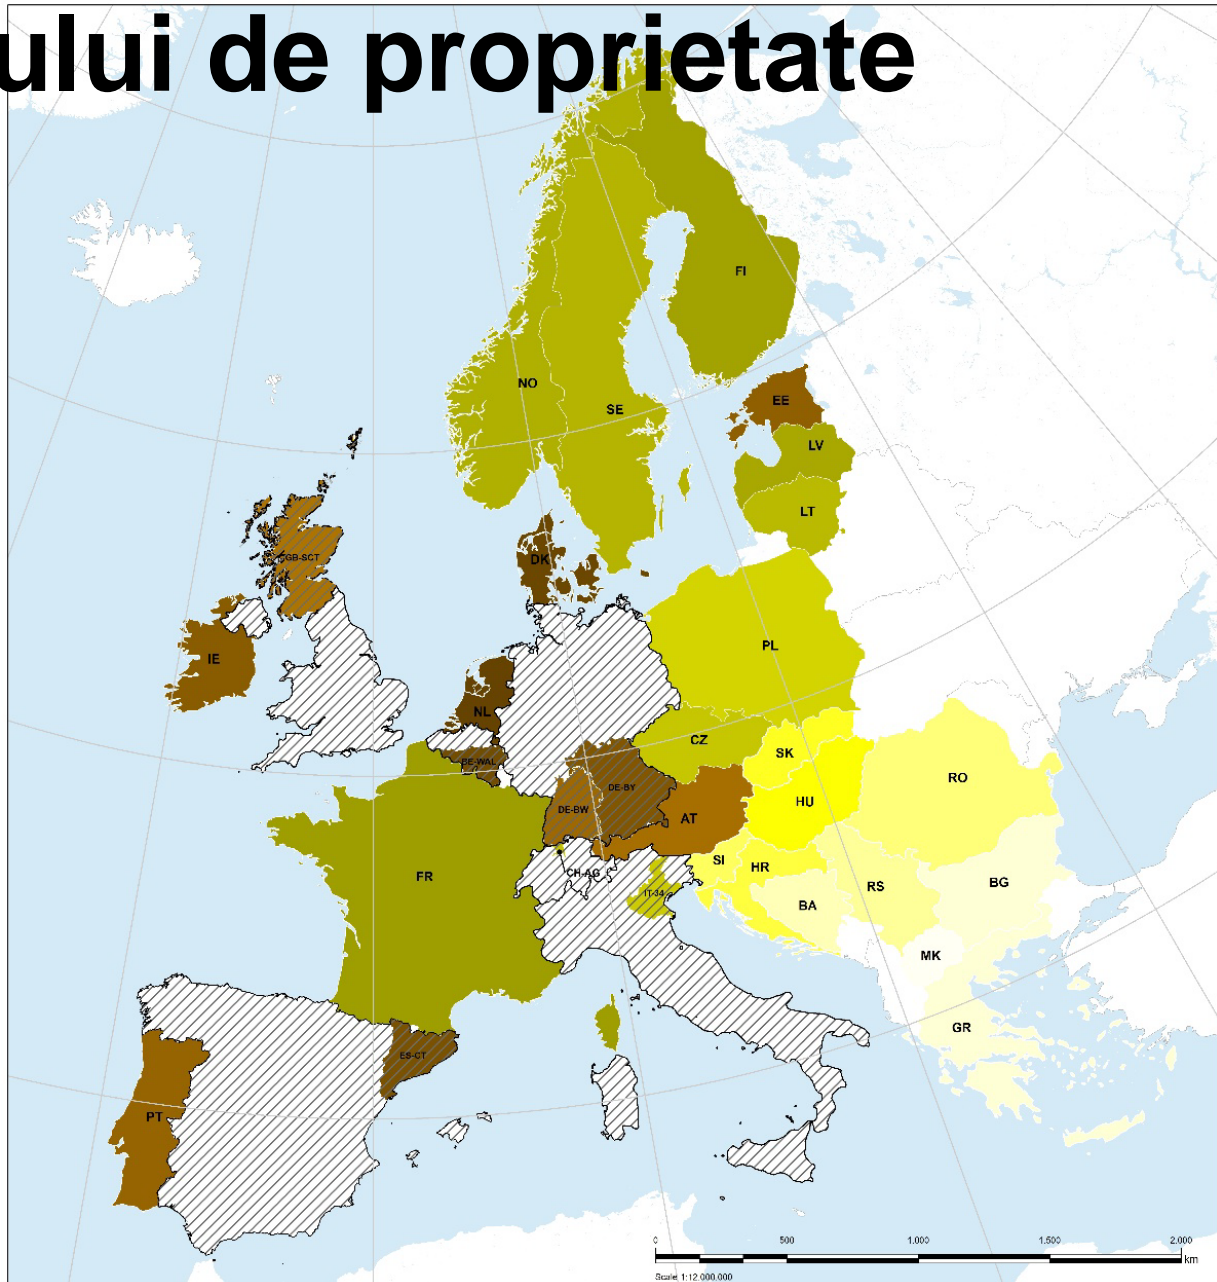 ului de proprietate
FI
NO
SE
EE
LV
LT
GB-SCT
DK
IE
PL
NL
CZ
BE-WAL
SK
RO
DE-BY
HU
DE-BW
AT
SI
HR
FR
CH-AG
BG
RS
IT-34
BA
MK
GR
ES-CT
PT
0 500 1.000 1.500 2.000
km
Scale 1:12.000.000